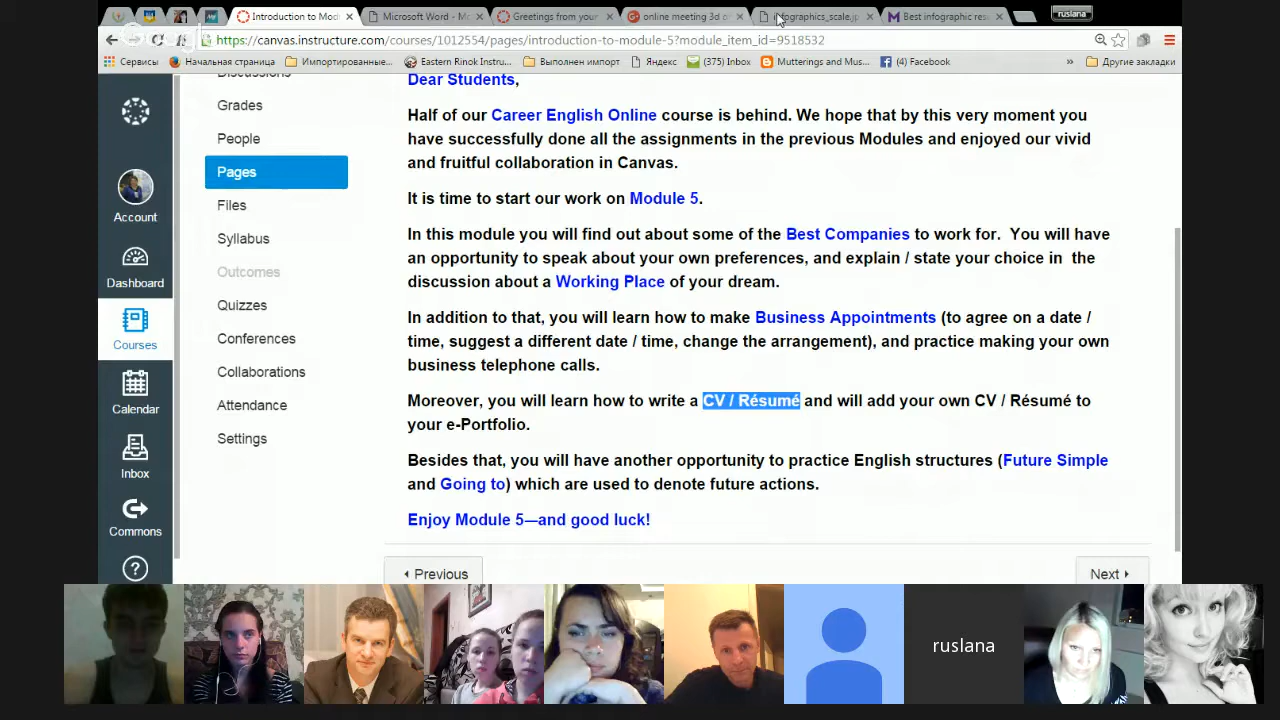 Introduction to Mod
Microsoft Word - Mc
Greetings from your
online meeting 3d of
infographics_scale.jp
Best infographic res
ruslana
https://canvas.instructure.com/courses/1012554/pages/introduction-to-module-5?module_item_id=9518532
Сервисы
Начальная страница
Импортированные...
Eastern Rinok Instru...
Выполнен импорт
Яндекс
(375) Inbox
Mutterings and Mus...
(4) Facebook
»
Другие закладки
Account
Dashboard
Courses
Calendar
Inbox
Commons
?
Discussions
Grades
People
Pages
Files
Syllabus
Outcomes
Quizzes
Conferences
Collaborations
Attendance
Settings
Dear Students,
Half of our Career English Online course is behind. We hope that by this very moment you
have successfully done all the assignments in the previous Modules and enjoyed our vivid
and fruitful collaboration in Canvas.
It is time to start our work on Module 5.
In this module you will find out about some of the Best Companies to work for. You will have
an opportunity to speak about your own preferences, and explain / state your choice in the
discussion about a Working Place of your dream.
In addition to that, you will learn how to make Business Appointments (to agree on a date /
time, suggest a different date / time, change the arrangement), and practice making your own
business telephone calls.
Moreover, you will learn how to write a CV / Résumé and will add your own CV / Résumé to
your e-Portfolio.
Besides that, you will have another opportunity to practice English structures (Future Simple
and Going to) which are used to denote future actions.
Enjoy Module 5—and good luck!
Previous
Next
ruslana